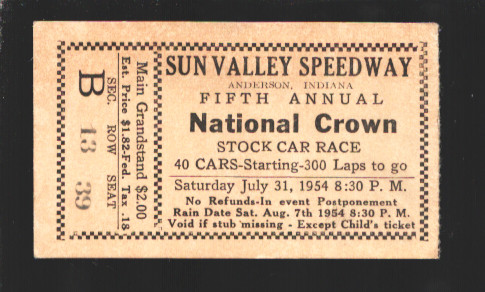 B 13 39
SEC. ROW SEAT
Est. Price $1.82-Fed. Tax .18
Main Grandstand $2.00
SUN VALLEY SPEEDWAY
ANDERSON, INDIANA
FIFTH ANNUAL
National Crown
STOCK CAR RACE
40 CARS-Starting-300 Laps to go
Saturday July 31, 1954 8:30 P. M.
No Refunds-In event Postponement
Rain Date Sat. Aug. 7th 1954 8:30 P. M.
Void if stub missing - Except Child's ticket